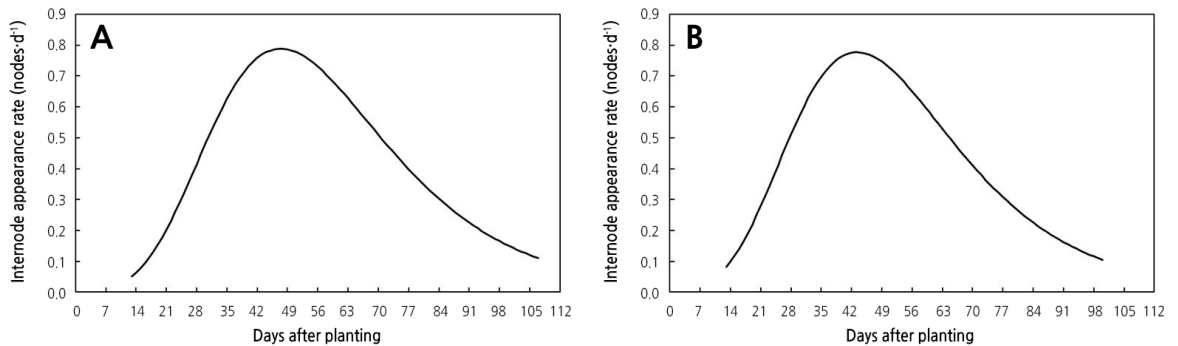 A
Internode appearance rate (nodes·d⁻¹)
0.9
0.8
0.7
0.6
0.5
0.4
0.3
0.2
0.1
0.0
0 7 14 21 28 35 42 49 56 63 70 77 84 91 98 105 112
Days after planting
B
Internode appearance rate (nodes·d⁻¹)
0.9
0.8
0.7
0.6
0.5
0.4
0.3
0.2
0.1
0.0
0 7 14 21 28 35 42 49 56 63 70 77 84 91 98 105 112
Days after planting